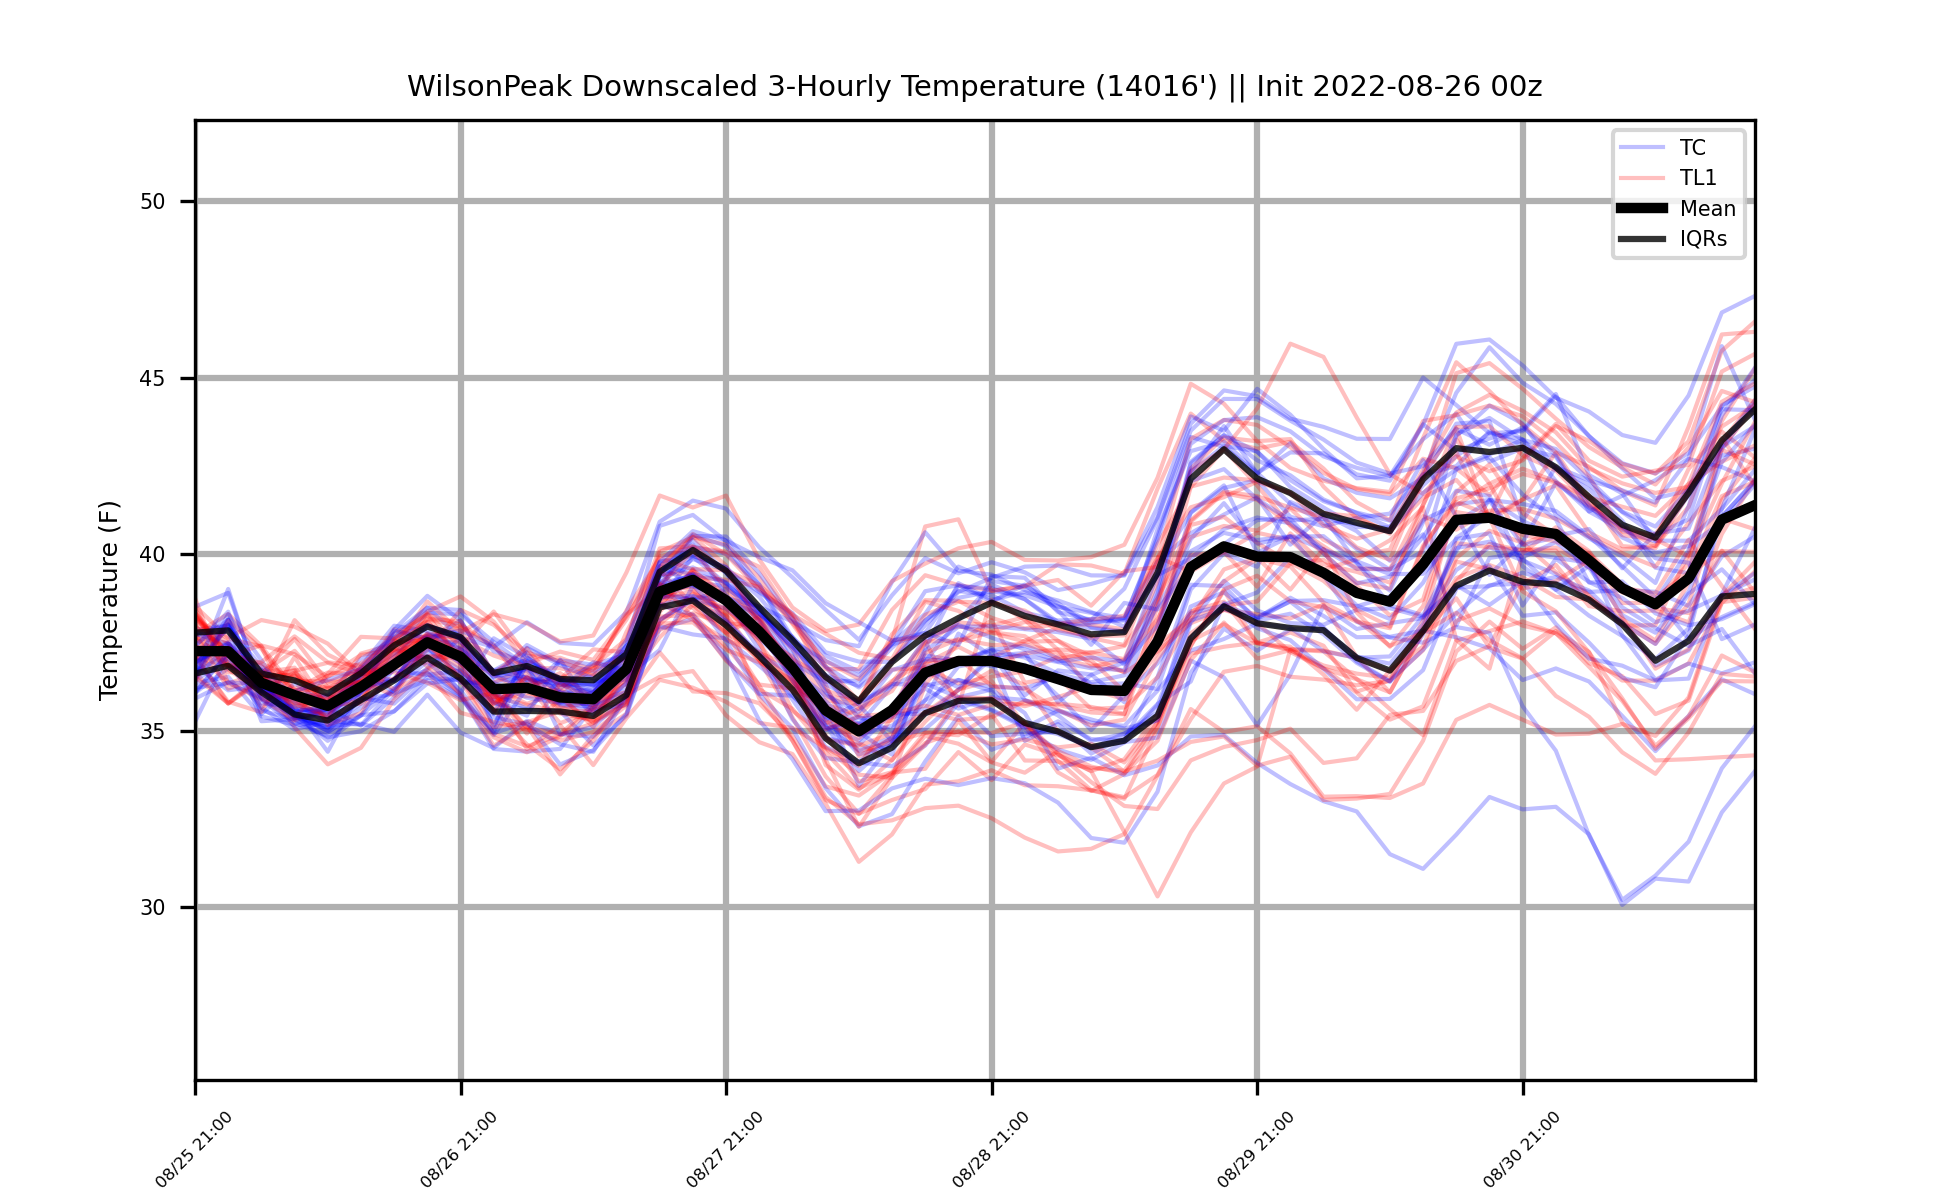 WilsonPeak Downscaled 3-Hourly Temperature (14016') || Init 2022-08-26 00z
TC
TL1
Mean
IQRs
Temperature (F)
50
45
40
35
30
08/25 21:00
08/26 21:00
08/27 21:00
08/28 21:00
08/29 21:00
08/30 21:00